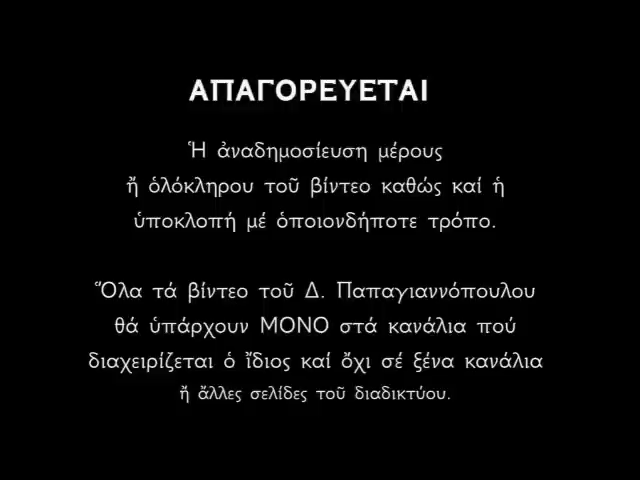 ΑΠΑΓΟΡΕΥΕΤΑΙ
Ἡ ἀναδημοσίευση μέρους
ἤ ὁλόκληρου τοῦ βίντεο καθώς καί ἡ
ὑποκλοπή μέ ὁποιονδήποτε τρόπο.
Ὅλα τά βίντεο τοῦ Δ. Παπαγιαννόπουλου
θά ὑπάρχουν ΜΟΝΟ στά κανάλια πού
διαχειρίζεται ὁ ἴδιος καί ὄχι σέ ξένα κανάλια
ἤ ἄλλες σελίδες τοῦ διαδικτύου.